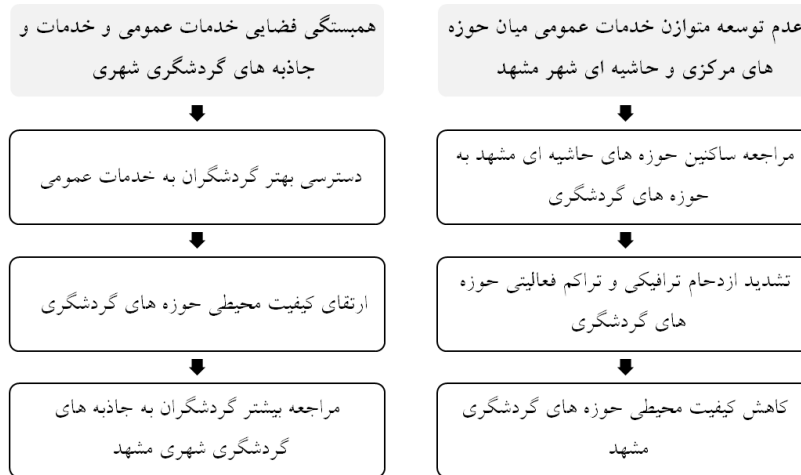 عدم توسعه متوازن خدمات عمومی میان حوزه
های مرکزی و حاشیه ای شهر مشهد
مراجعه ساکنین حوزه های حاشیه ای مشهد به
حوزه های گردشگری
تشدید ازدحام ترافیکی و تراکم فعالیتی حوزه
های گردشگری
کاهش کیفیت محیطی حوزه های گردشگری
مشهد
همبستگی فضایی خدمات عمومی و خدمات و
جاذبه های گردشگری شهری
دسترسی بهتر گردشگران به خدمات عمومی
ارتقای کیفیت محیطی حوزه های گردشگری
مراجعه بیشتر گردشگران به جاذبه های
گردشگری شهری مشهد